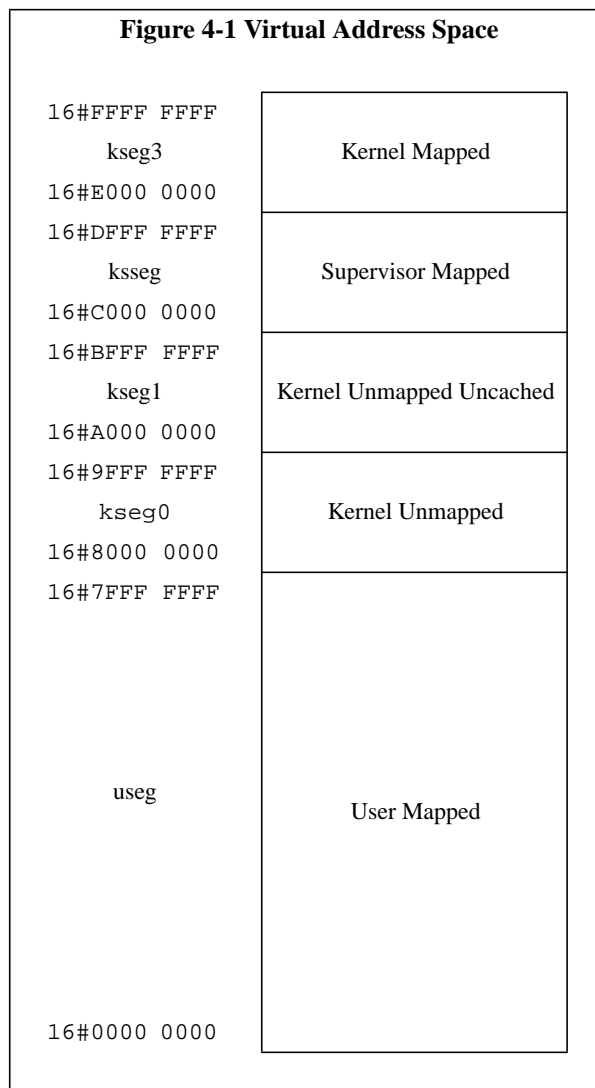 Figure 4-1 Virtual Address Space
16#FFFF FFFF
kseg3
Kernel Mapped
16#E000 0000
16#DFFF FFFF
ksseg
Supervisor Mapped
16#C000 0000
16#BFFF FFFF
kseg1
Kernel Unmapped Uncached
16#A000 0000
16#9FFF FFFF
kseg0
Kernel Unmapped
16#8000 0000
16#7FFF FFFF
useg
User Mapped
16#0000 0000